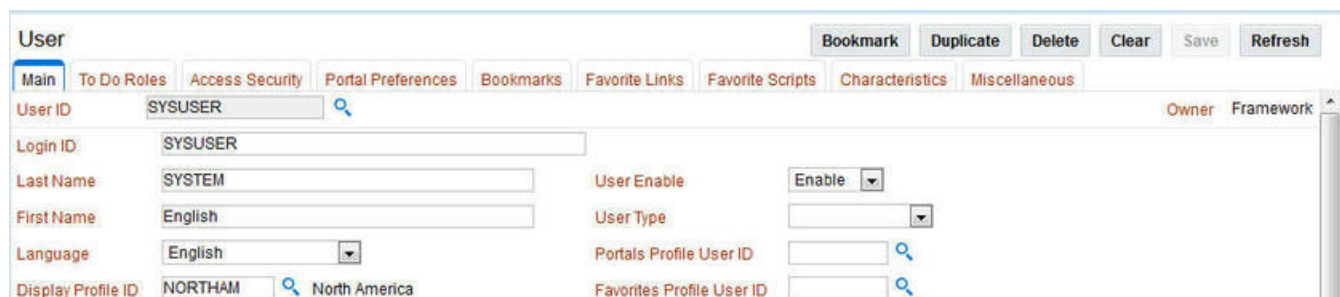 User
Bookmark Duplicate Delete Clear Save Refresh
Main To Do Roles Access Security Portal Preferences Bookmarks Favorite Links Favorite Scripts Characteristics Miscellaneous
User ID SYSUSER Owner Framework
Login ID SYSUSER
Last Name SYSTEM User Enable Enable
First Name English User Type
Language English Portals Profile User ID
Display Profile ID NORTHAM North America Favorites Profile User ID